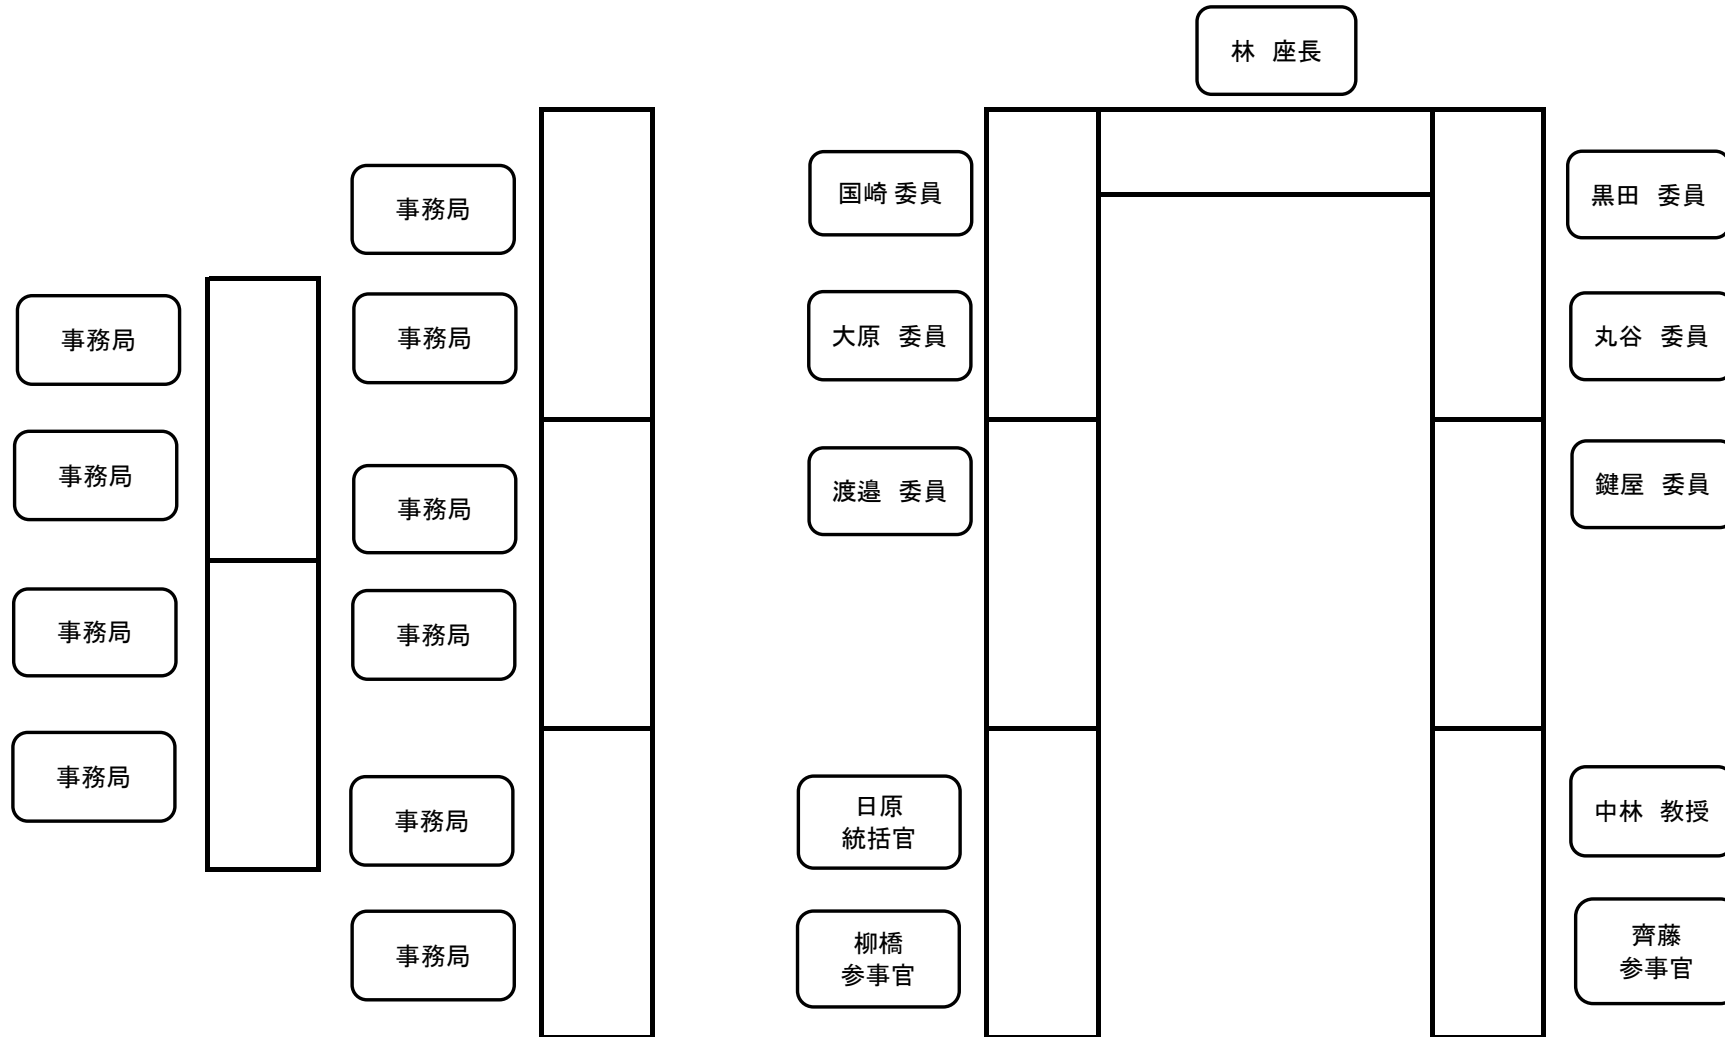 林 座長
国崎 委員
黒田 委員
事務局
大原 委員
丸谷 委員
事務局
事務局
渡邉 委員
鍵屋 委員
事務局
事務局
事務局
事務局
事務局
日原
統括官
中林 教授
事務局
事務局
柳橋
参事官
齊藤
参事官
事務局